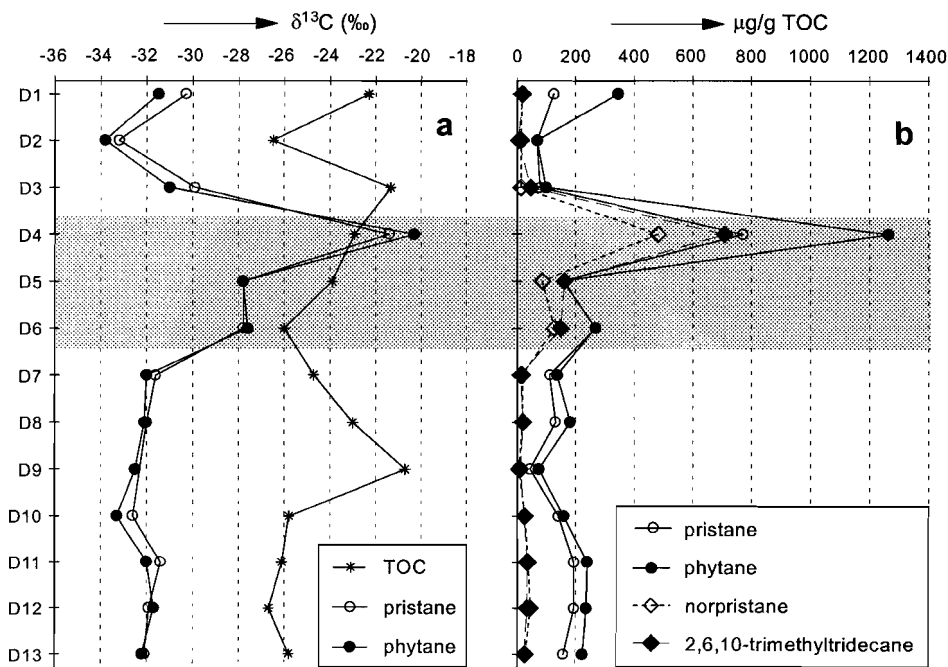 δ¹³C (‰)
µg/g TOC
-36 -34 -32 -30 -28 -26 -24 -22 -20 -18
0 200 400 600 800 1000 1200 1400
a
b
D1
D2
D3
D4
D5
D6
D7
D8
D9
D10
D11
D12
D13
TOC
pristane
phytane
pristane
phytane
norpristane
2,6,10-trimethyltridecane